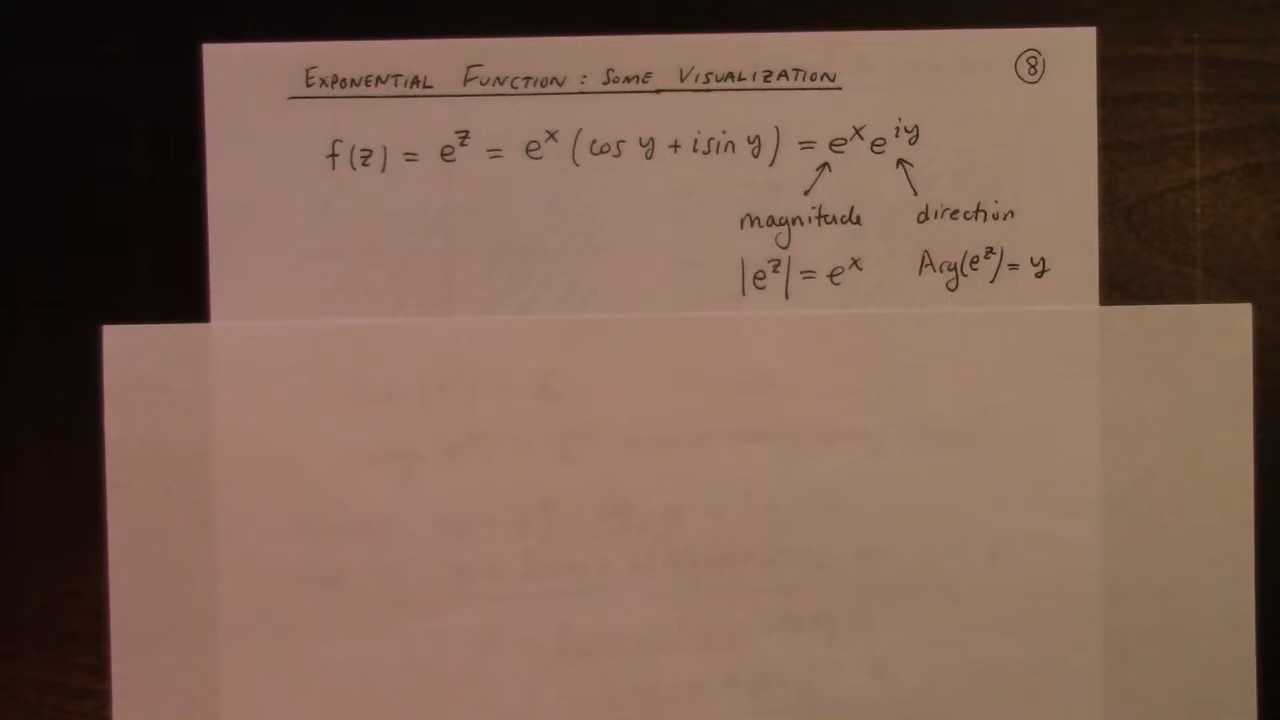 EXPONENTIAL FUNCTION : SOME VISUALIZATION
⑧
f(z) = e^z = e^x (cos y + i sin y) = e^x e^{iy}
magnitude direction
|e^z| = e^x Arg(e^z) = y